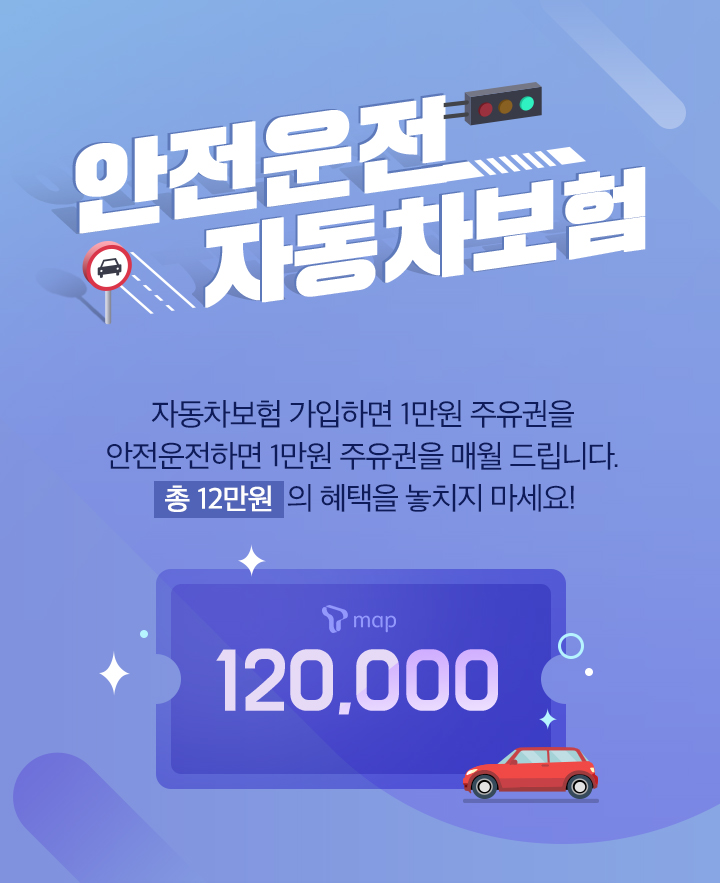 안전운전
자동차보험
자동차보험 가입하면 1만원 주유권을
안전운전하면 1만원 주유권을 매월 드립니다.
총 12만원 의 혜택을 놓치지 마세요!
T map
120,000